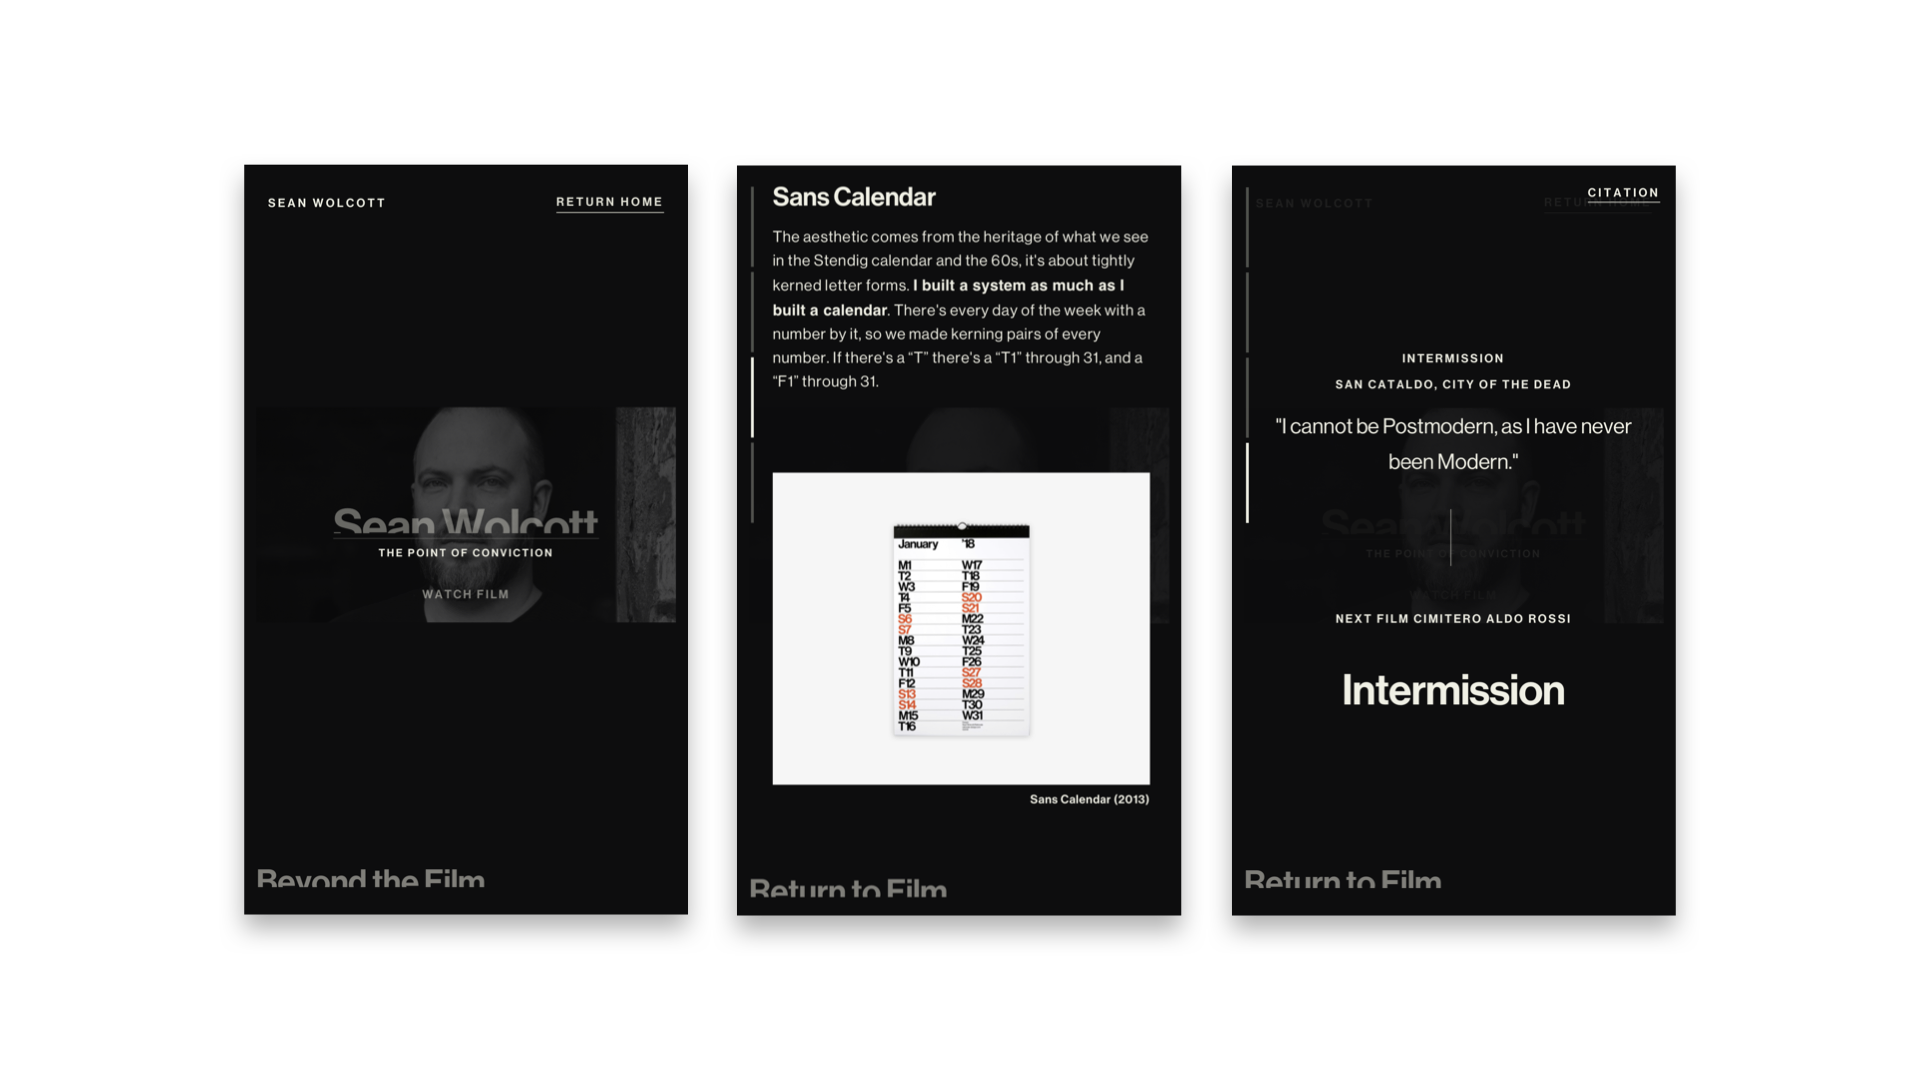 SEAN WOLCOTT
RETURN HOME
Sean Wolcott
THE POINT OF CONVICTION
WATCH FILM
Beyond the Film
Sans Calendar
The aesthetic comes from the heritage of what we see
in the Stendig calendar and the 60s, it's about tightly
kerned letter forms. I built a system as much as I
built a calendar. There's every day of the week with a
number by it, so we made kerning pairs of every
number. If there's a “T” there's a “T1” through 31, and a
“F1” through 31.
January '18
M1 W17
T2 T18
W3 F19
T4 S20
F5 S21
S6 M22
S7 T23
M8 W24
T9 T25
W10 F26
T11 S27
F12 S28
S13 M29
S14 T30
M15 W31
T16
Sans Calendar (2013)
Return to Film
CITATION
SEAN WOLCOTT
RETURN HOME
INTERMISSION
SAN CATALDO, CITY OF THE DEAD
"I cannot be Postmodern, as I have never
been Modern."
Sean Wolcott
THE POINT OF CONVICTION
WATCH FILM
NEXT FILM CIMITERO ALDO ROSSI
Intermission
Return to Film